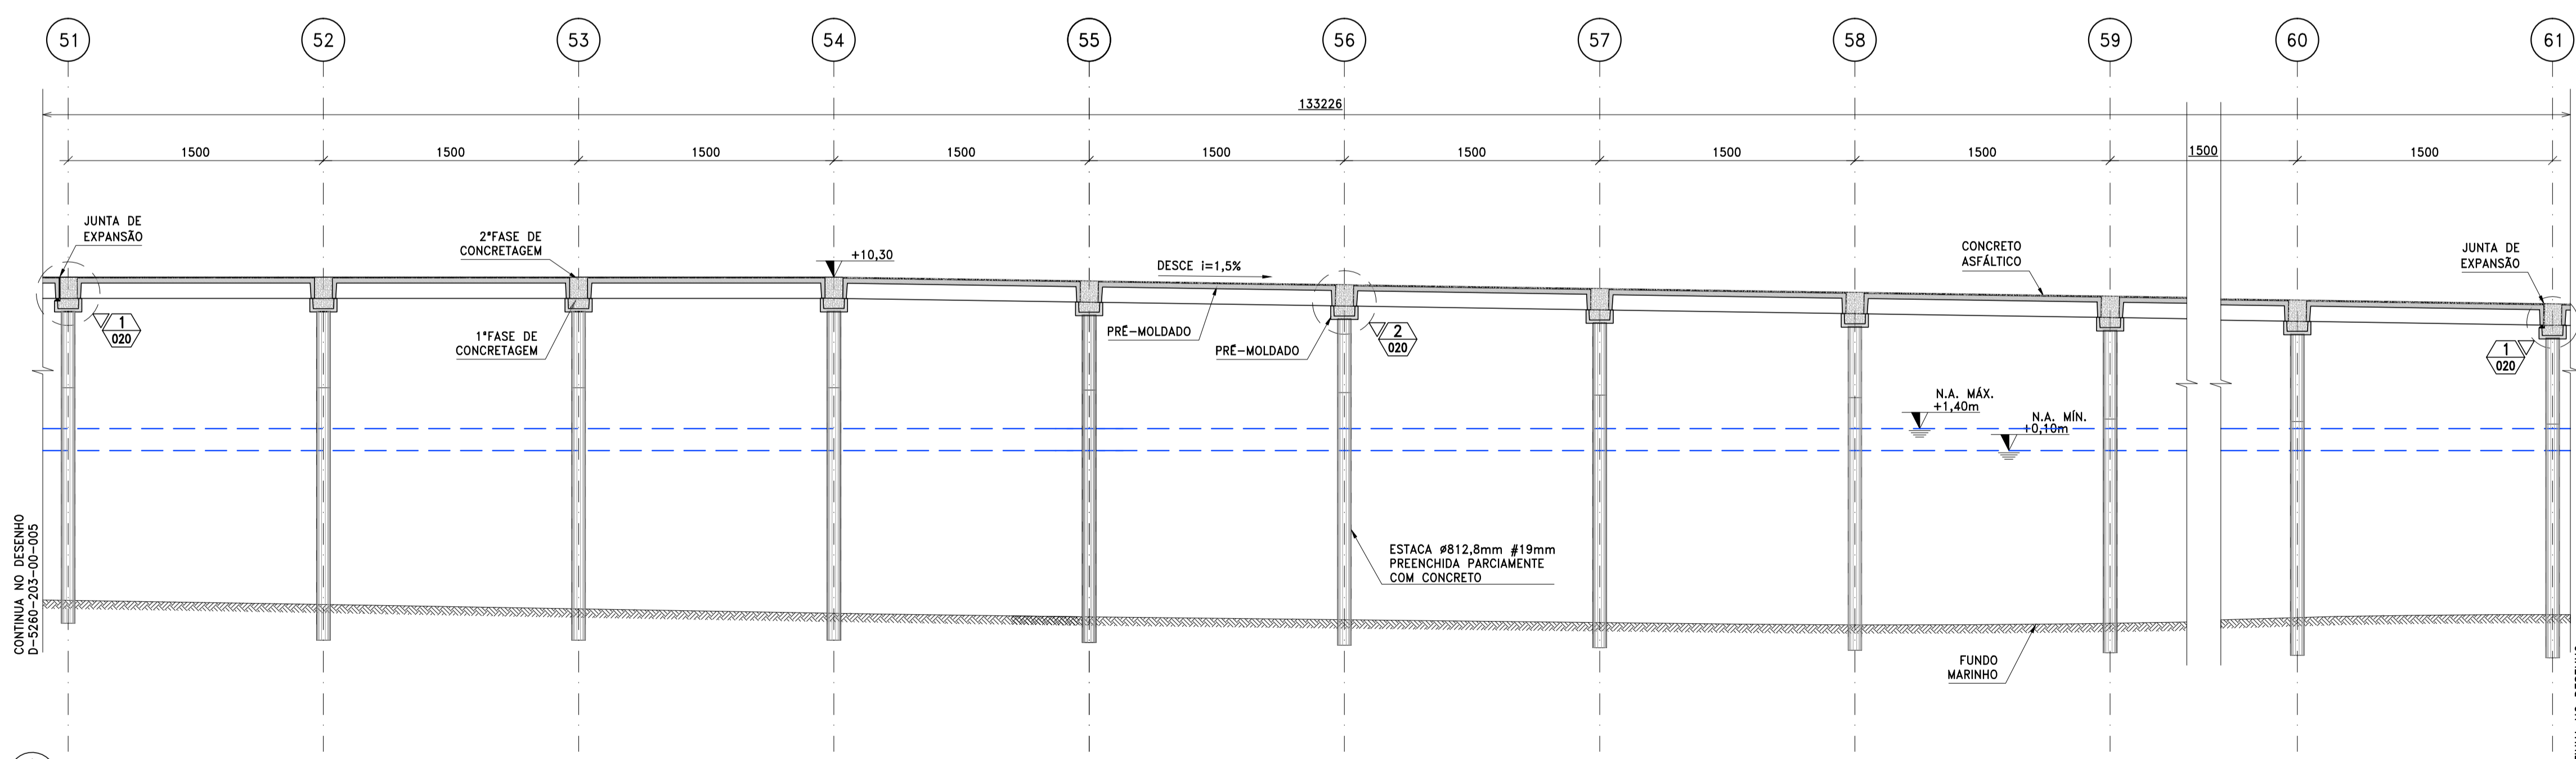 51
52
53
54
55
56
57
58
59
60
61
133226
1500
1500
1500
1500
1500
1500
1500
1500
1500
1500
JUNTA DE
EXPANSÃO
2ªFASE DE
CONCRETAGEM
+10,30
DESCE i=1,5%
CONCRETO
ASFÁLTICO
JUNTA DE
EXPANSÃO
1
020
1ªFASE DE
CONCRETAGEM
PRÉ-MOLDADO
PRÉ-MOLDADO
2
020
1
020
N.A. MÁX.
+1,40m
N.A. MÍN.
+0,10m
CONTINUA NO DESENHO
D-5260-203-00-005
ESTACA ø812,8mm #19mm
PREENCHIDA PARCIAMENTE
COM CONCRETO
FUNDO
MARINHO